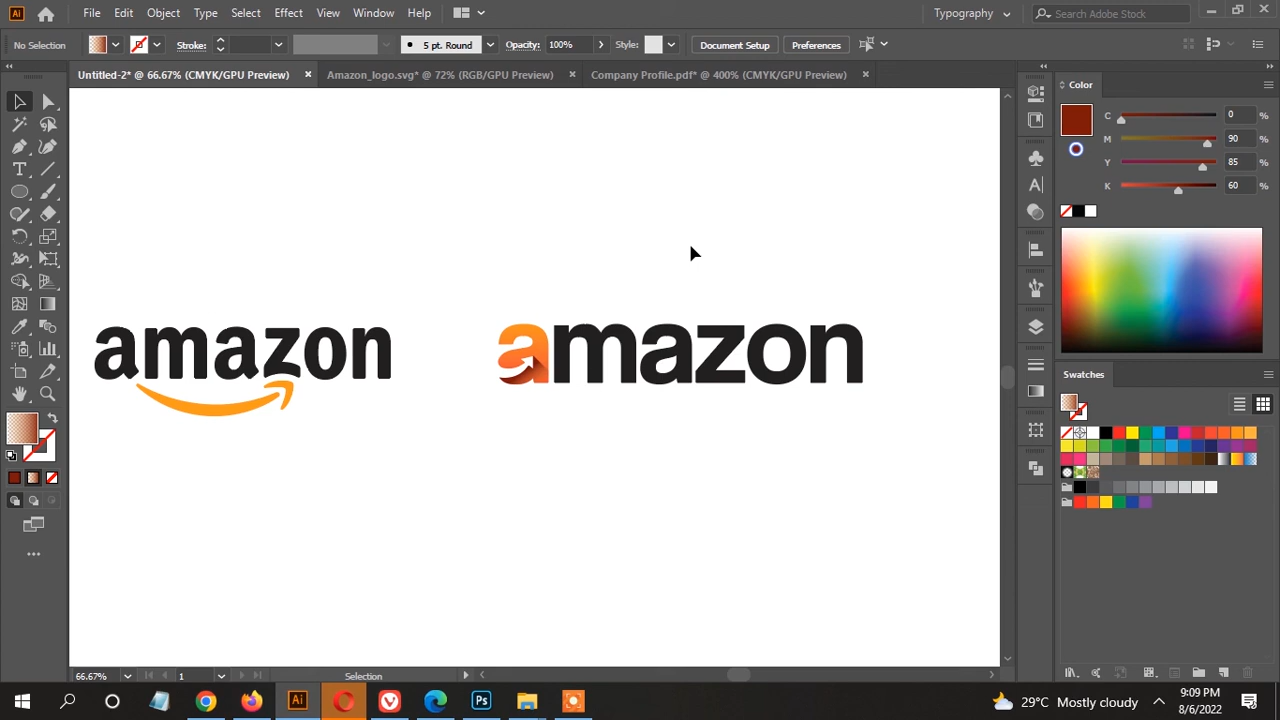 File Edit Object Type Select Effect View Window Help Typography Search Adobe Stock
No Selection Stroke: 5 pt. Round Opacity: 100% Style: Document Setup Preferences
Untitled-2* @ 66.67% (CMYK/GPU Preview) × Amazon_logo.svg* @ 72% (RGB/GPU Preview) × Company Profile.pdf* @ 400% (CMYK/GPU Preview) ×
Color
C 0 %
M 90 %
Y 85 %
K 60 %
amazon
amazon
Swatches
66.67% 1 Selection
29°C Mostly cloudy
9:09 PM
8/6/2022